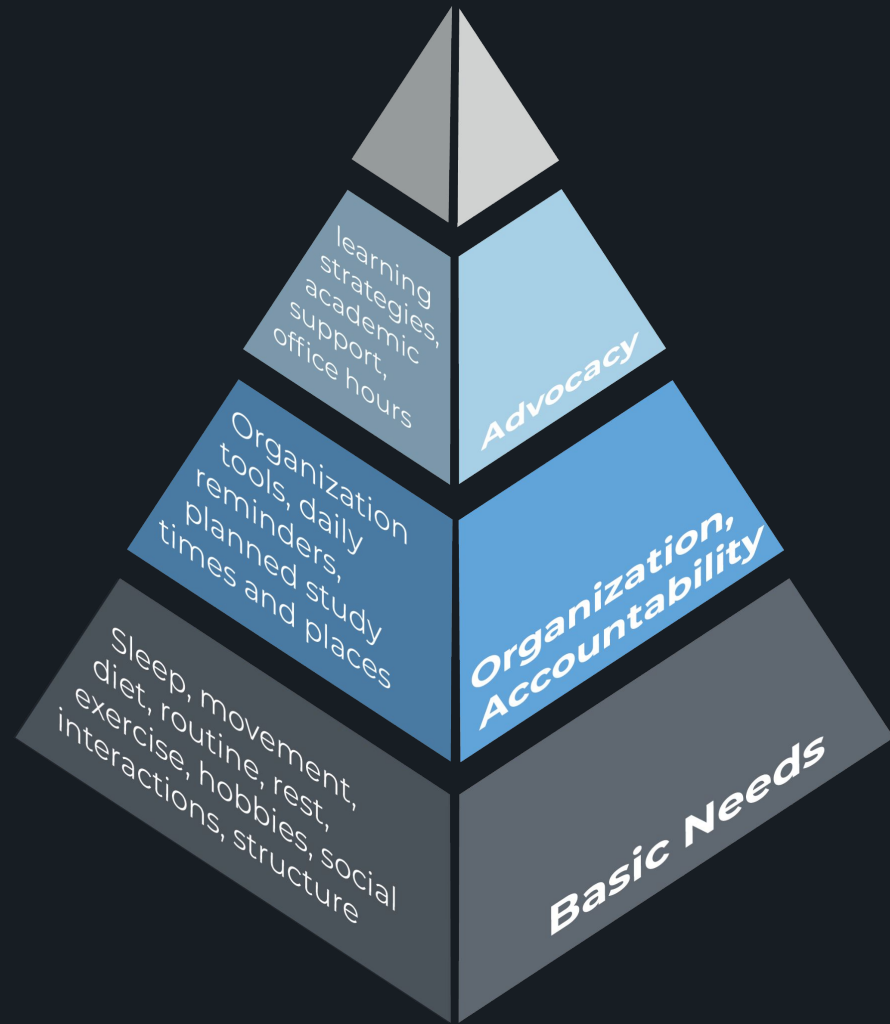 learning
strategies,
academic
support,
office hours
Advocacy
Organization
tools, daily
reminders,
planned study
times and places
Organization,
Accountability
Sleep, movement,
diet, routine, rest,
exercise, hobbies, social
interactions, structure
Basic Needs